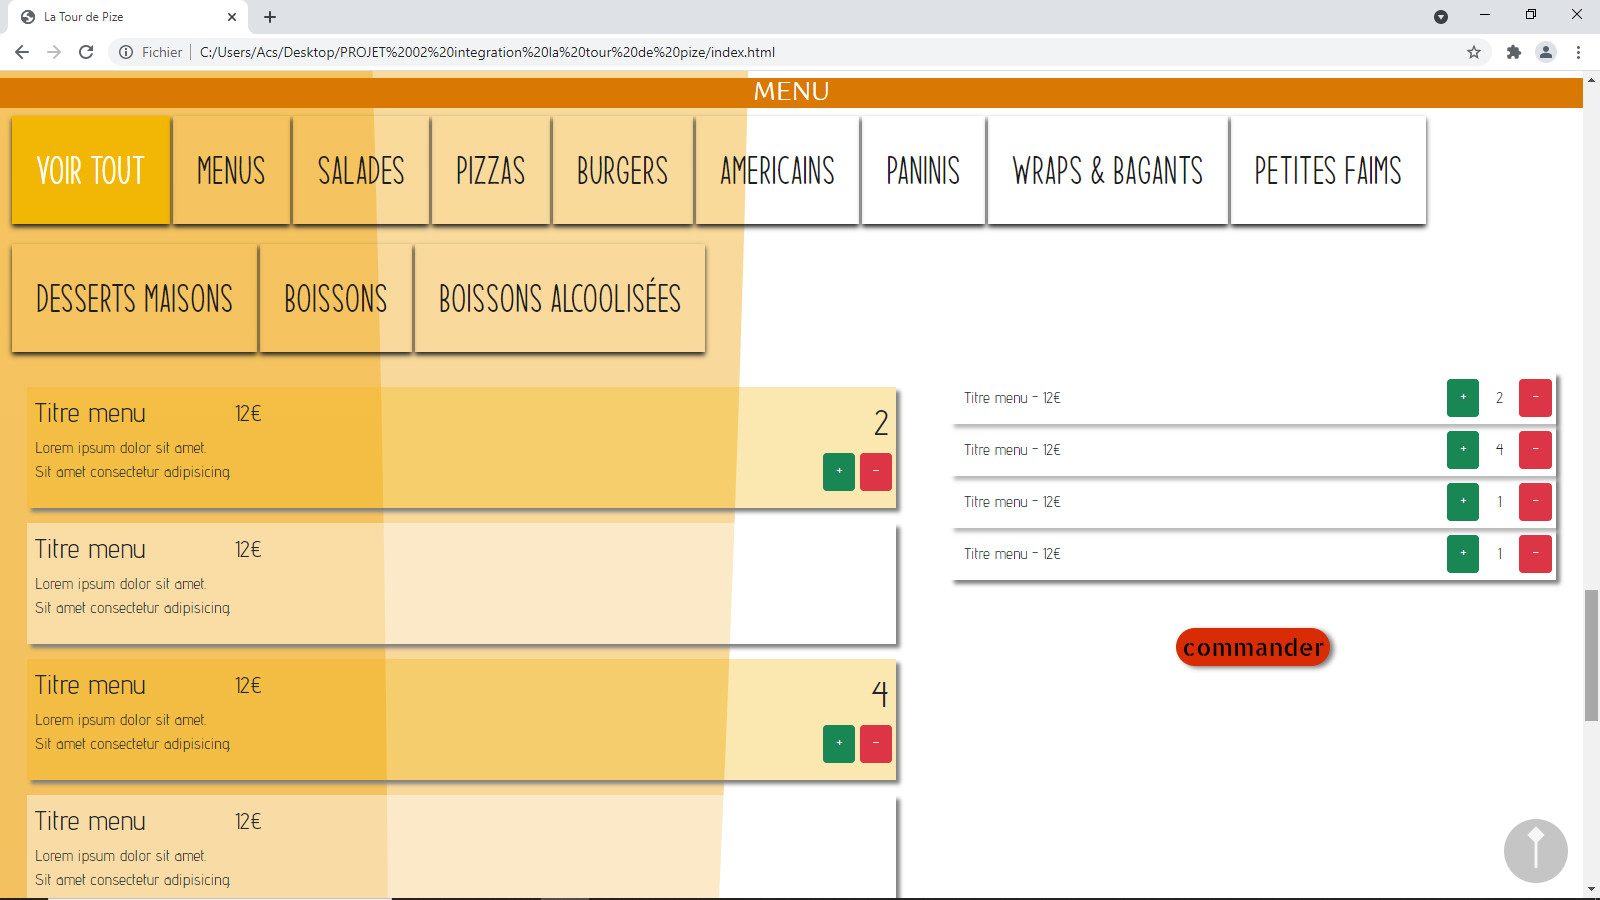 La Tour de Pize
Fichier C:/Users/Acs/Desktop/PROJET%2002%20integration%20la%20tour%20de%20pize/index.html
MENU
VOIR TOUT MENUS SALADES PIZZAS BURGERS AMERICAINS PANINIS WRAPS & BAGANTS PETITES FAIMS
DESSERTS MAISONS BOISSONS BOISSONS ALCOOLISÉES
Titre menu 12€
2
Lorem ipsum dolor sit amet.
Sit amet consectetur adipisicing.
+ -
Titre menu 12€
Lorem ipsum dolor sit amet.
Sit amet consectetur adipisicing.
Titre menu 12€
4
Lorem ipsum dolor sit amet.
Sit amet consectetur adipisicing.
+ -
Titre menu 12€
Lorem ipsum dolor sit amet.
Sit amet consectetur adipisicing.
Titre menu - 12€ + 2 -
Titre menu - 12€ + 4 -
Titre menu - 12€ + 1 -
Titre menu - 12€ + 1 -
commander